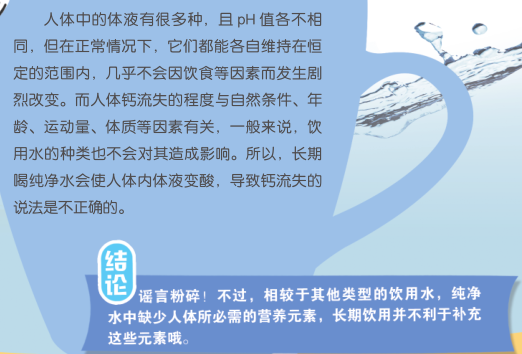 人体中的体液有很多种，且 pH 值各不相
同，但在正常情况下，它们都能各自维持在恒
定的范围内，几乎不会因饮食等因素而发生剧
烈改变。而人体钙流失的程度与自然条件、年
龄、运动量、体质等因素有关，一般来说，饮
用水的种类也不会对其造成影响。所以，长期
喝纯净水会使人体内体液变酸，导致钙流失的
说法是不正确的。
结论
谣言粉碎！不过，相较于其他类型的饮用水，纯净
水中缺少人体所必需的营养元素，长期饮用并不利于补充
这些元素哦。